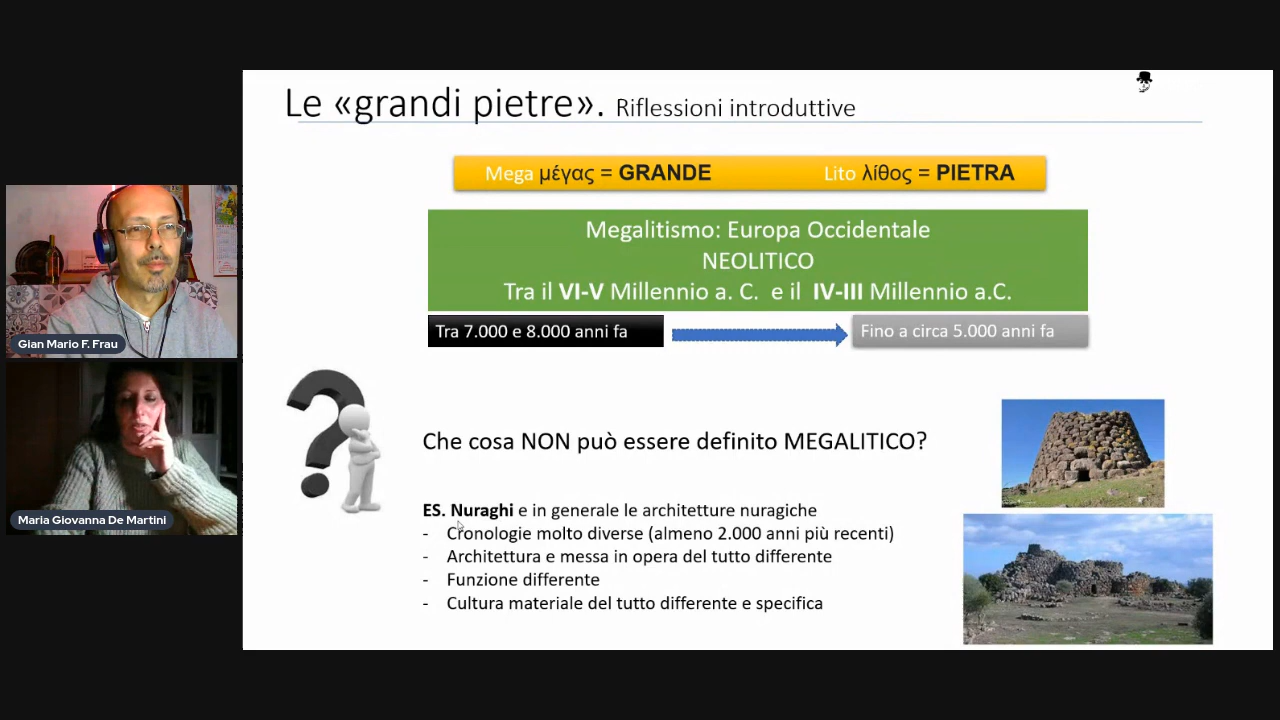 Le «grandi pietre». Riflessioni introduttive
Mega μέγας = GRANDE Lito λίθος = PIETRA
Megalitismo: Europa Occidentale
NEOLITICO
Tra il VI-V Millennio a. C. e il IV-III Millennio a.C.
Tra 7.000 e 8.000 anni fa
Fino a circa 5.000 anni fa
Gian Mario F. Frau
Che cosa NON può essere definito MEGALITICO?
ES. Nuraghi e in generale le architetture nuragiche
- Cronologie molto diverse (almeno 2.000 anni più recenti)
- Architettura e messa in opera del tutto differente
- Funzione differente
- Cultura materiale del tutto differente e specifica
Maria Giovanna De Martini